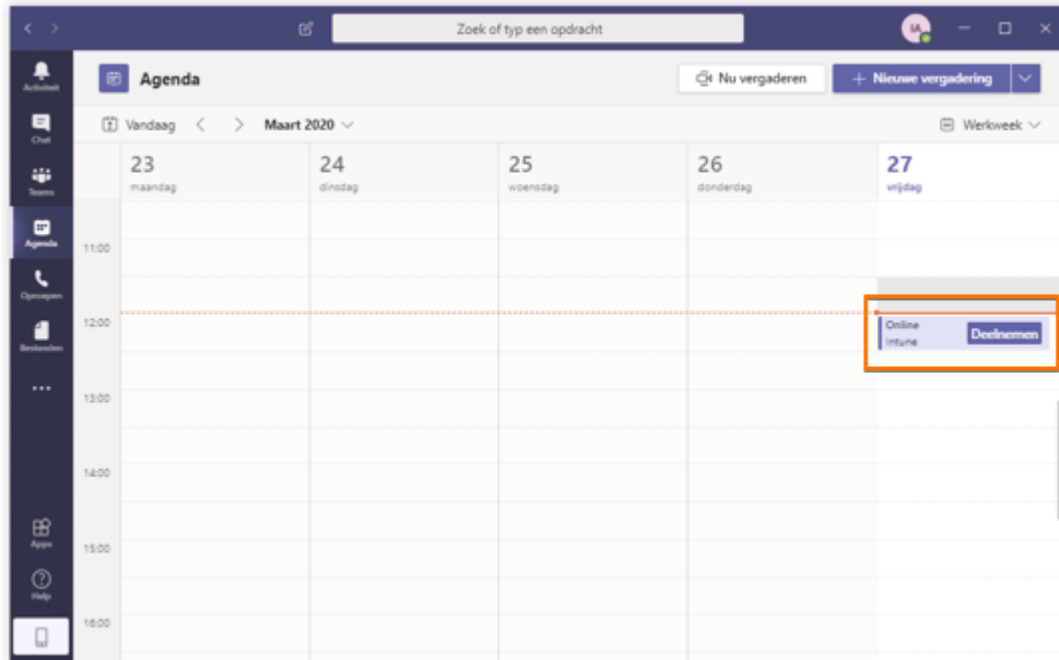 Zoek of typ een opdracht
IA
Activiteit
Chat
Teams
Agenda
Oproepen
Bestanden
Apps
Help
Agenda
Nu vergaderen
+ Nieuwe vergadering
Vandaag
Maart 2020
Werkweek
23
maandag
24
dinsdag
25
woensdag
26
donderdag
27
vrijdag
11:00
12:00
13:00
14:00
15:00
16:00
Online
Intune
Deelnemen